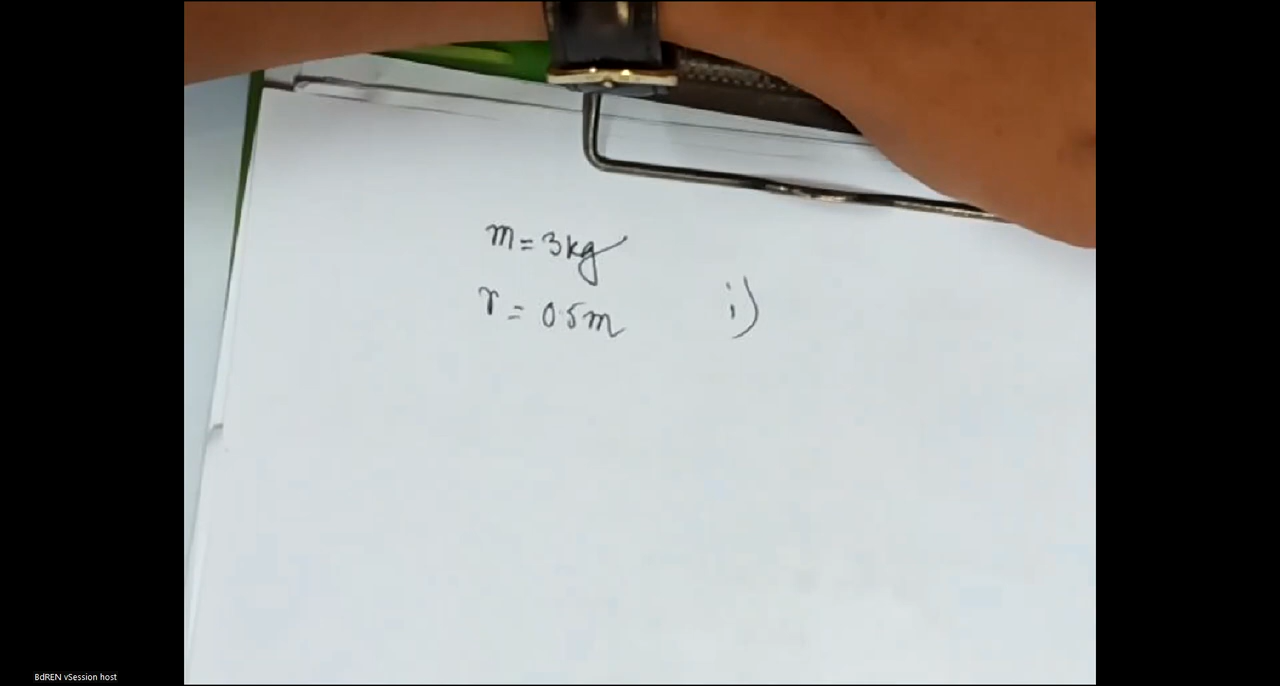 m = 3kg
r = 0.5m i)
BdREN vSession host